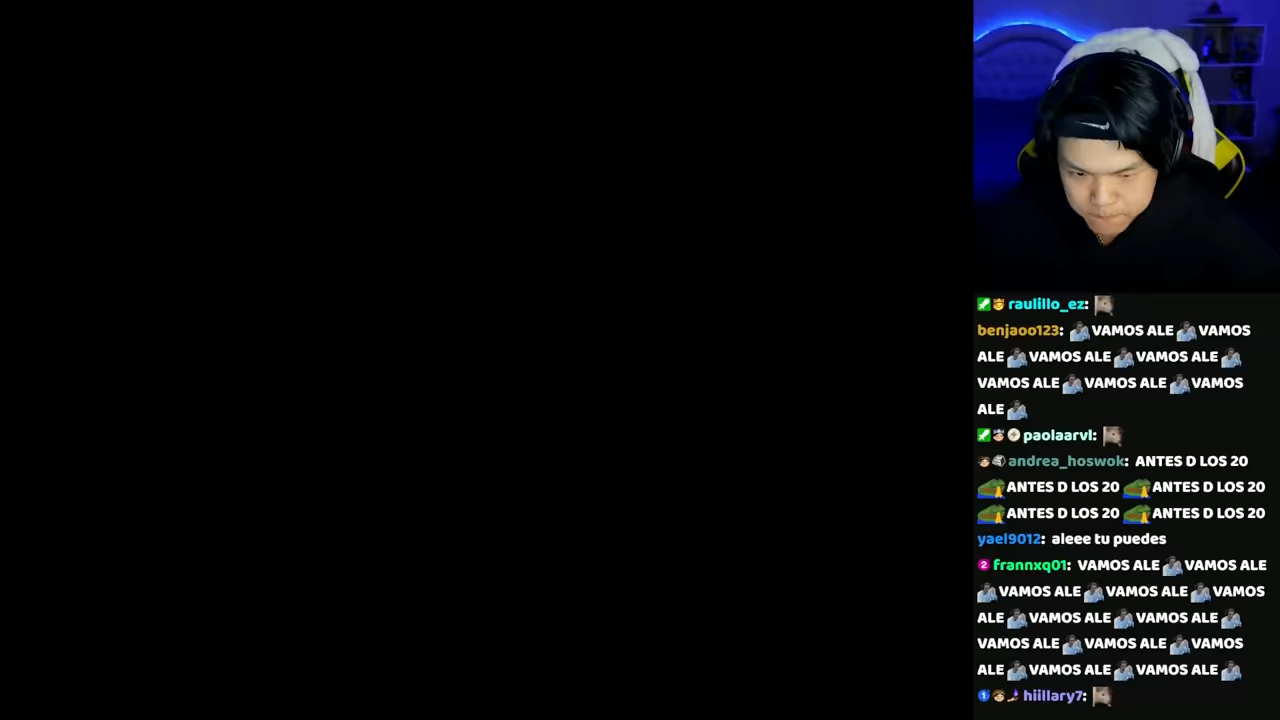 raulillo_ez:
benjaoo123: VAMOS ALE VAMOS
ALE VAMOS ALE VAMOS ALE
VAMOS ALE VAMOS ALE VAMOS
ALE
paolaarvl:
andrea_hoswok: ANTES D LOS 20
ANTES D LOS 20 ANTES D LOS 20
ANTES D LOS 20 ANTES D LOS 20
yael9012: aleee tu puedes
2 frannxq01: VAMOS ALE VAMOS ALE
VAMOS ALE VAMOS ALE VAMOS
ALE VAMOS ALE VAMOS ALE
VAMOS ALE VAMOS ALE VAMOS
ALE VAMOS ALE VAMOS ALE
1 hiillary7: